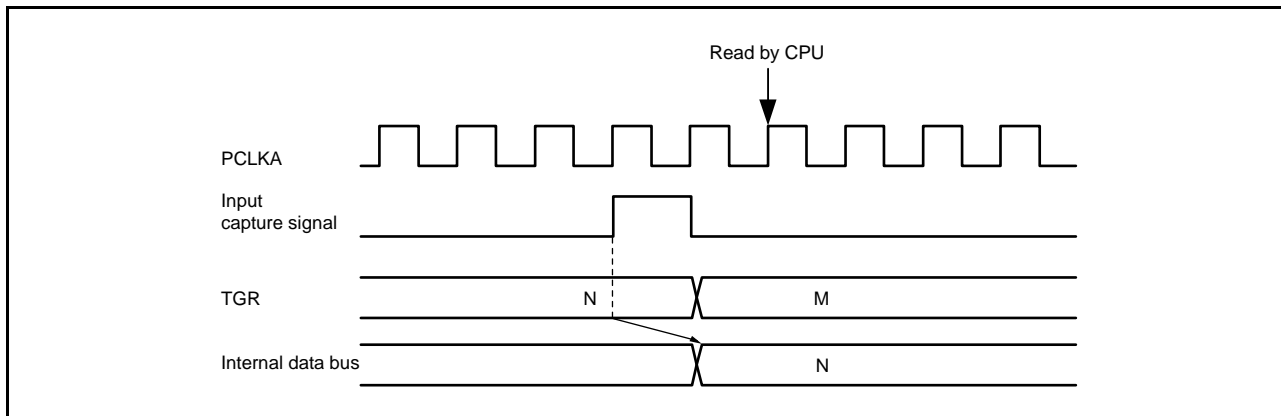 Read by CPU
PCLKA
Input
capture signal
TGR
N
M
Internal data bus
N